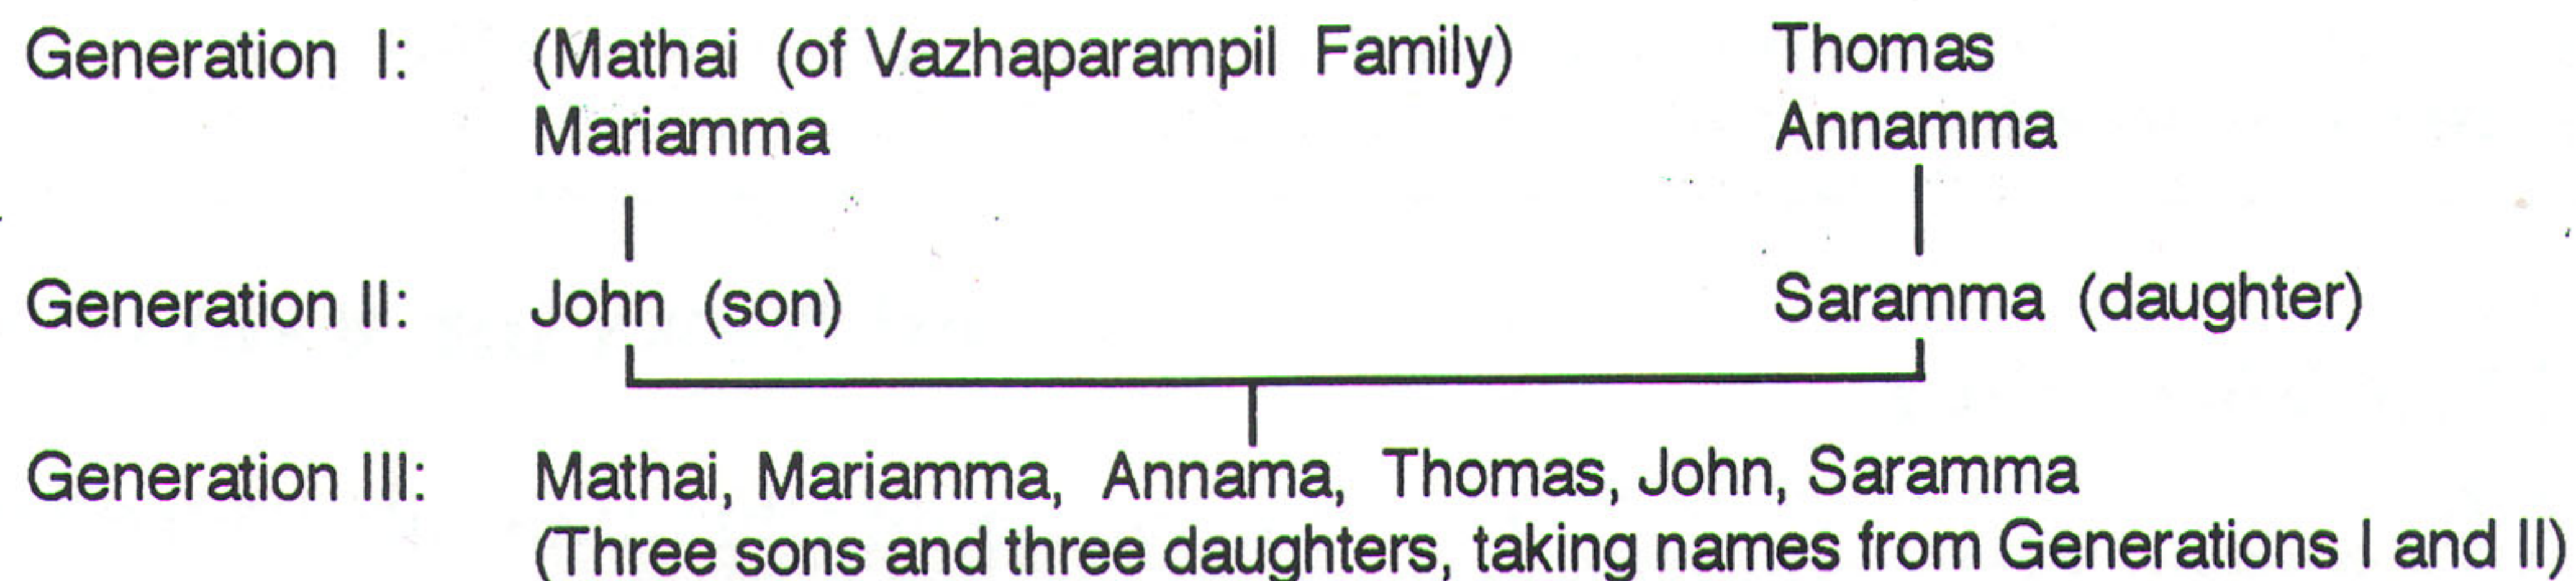 Generation I: (Mathai (of Vazhaparampil Family) Thomas
Mariamma Annamma
Generation II: John (son) Saramma (daughter)
Generation III: Mathai, Mariamma, Annama, Thomas, John, Saramma
(Three sons and three daughters, taking names from Generations I and II)